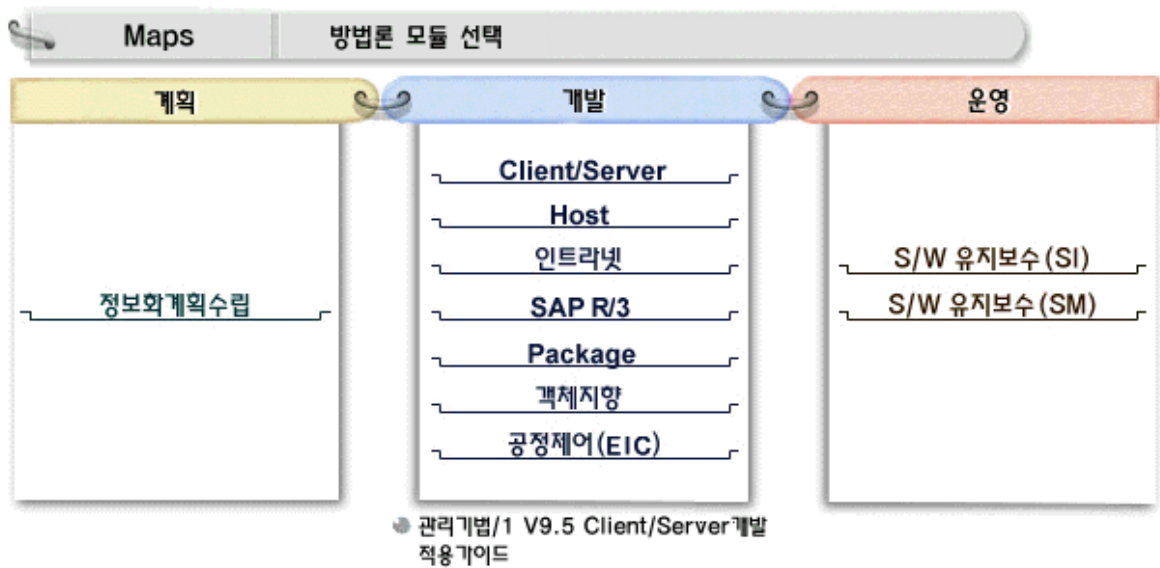 Maps
방법론 모듈 선택
계획
개발
운영
정보화계획수립
Client/Server
Host
인트라넷
SAP R/3
Package
객체지향
공정제어(EIC)
S/W 유지보수(SI)
S/W 유지보수(SM)
관리기법/1 V9.5 Client/Server개발
적용가이드